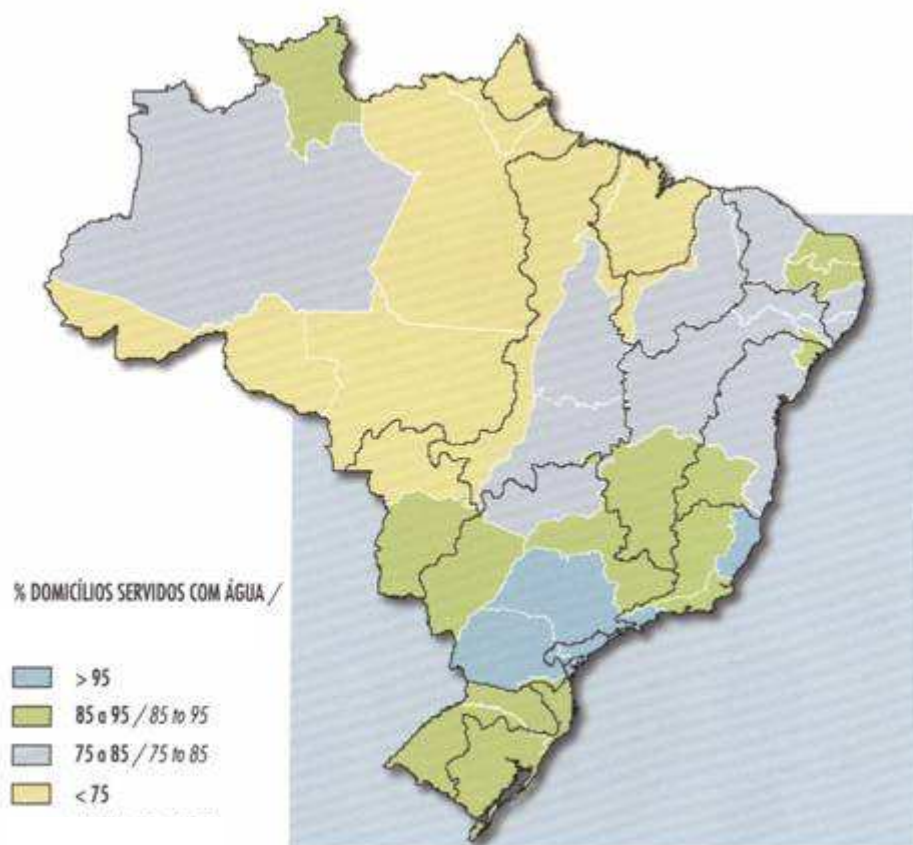 % DOMICÍLIOS SERVIDOS COM ÁGUA /
> 95
85 a 95 / 85 to 95
75 a 85 / 75 to 85
< 75